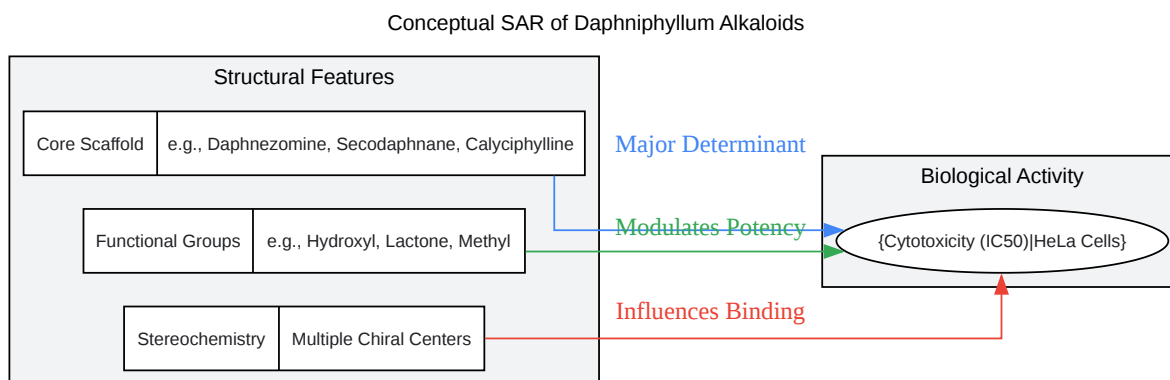 Conceptual SAR of Daphniphyllum Alkaloids
Structural Features
Core Scaffold
e.g., Daphnezomine, Secodaphnane, Calyciphylline
Major Determinant
Biological Activity
Functional Groups
e.g., Hydroxyl, Lactone, Methyl
Modulates Potency
{Cytotoxicity (IC50)|HeLa Cells}
Stereochemistry
Multiple Chiral Centers
Influences Binding